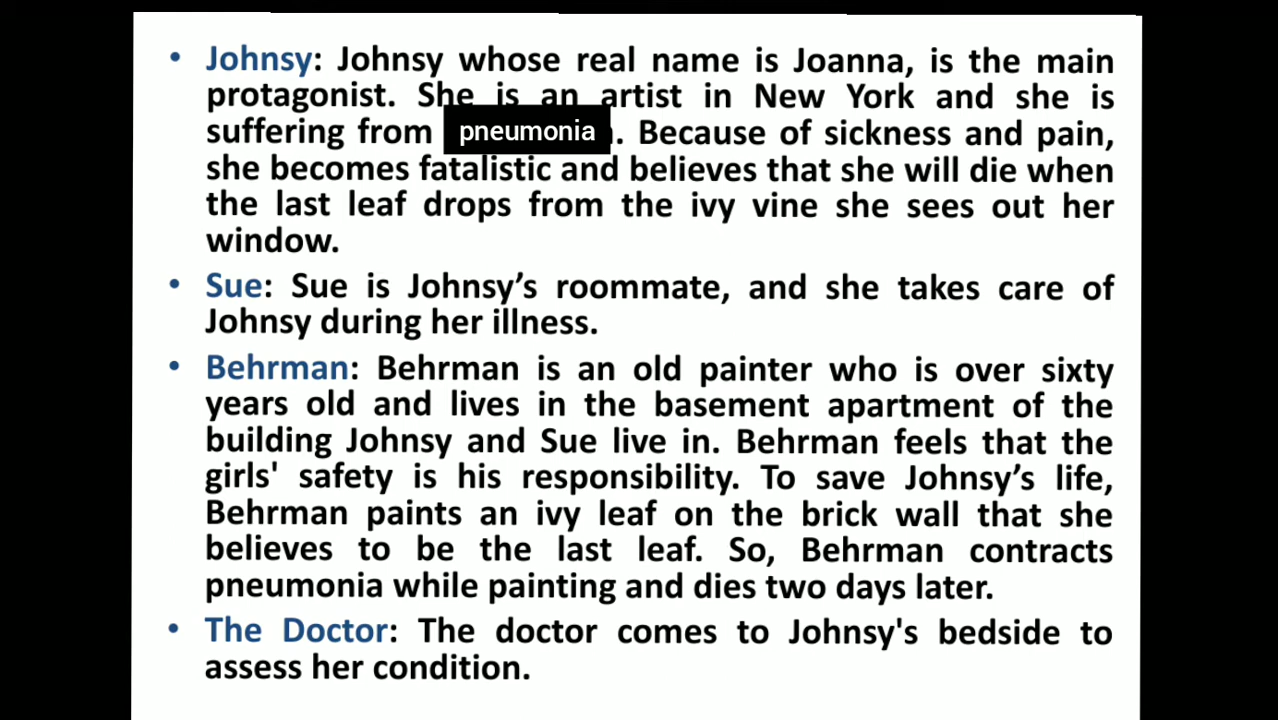 • Johnsy: Johnsy whose real name is Joanna, is the main
protagonist. She is an artist in New York and she is
suffering from pneumonia. Because of sickness and pain,
she becomes fatalistic and believes that she will die when
the last leaf drops from the ivy vine she sees out her
window.
• Sue: Sue is Johnsy’s roommate, and she takes care of
Johnsy during her illness.
• Behrman: Behrman is an old painter who is over sixty
years old and lives in the basement apartment of the
building Johnsy and Sue live in. Behrman feels that the
girls' safety is his responsibility. To save Johnsy’s life,
Behrman paints an ivy leaf on the brick wall that she
believes to be the last leaf. So, Behrman contracts
pneumonia while painting and dies two days later.
• The Doctor: The doctor comes to Johnsy's bedside to
assess her condition.